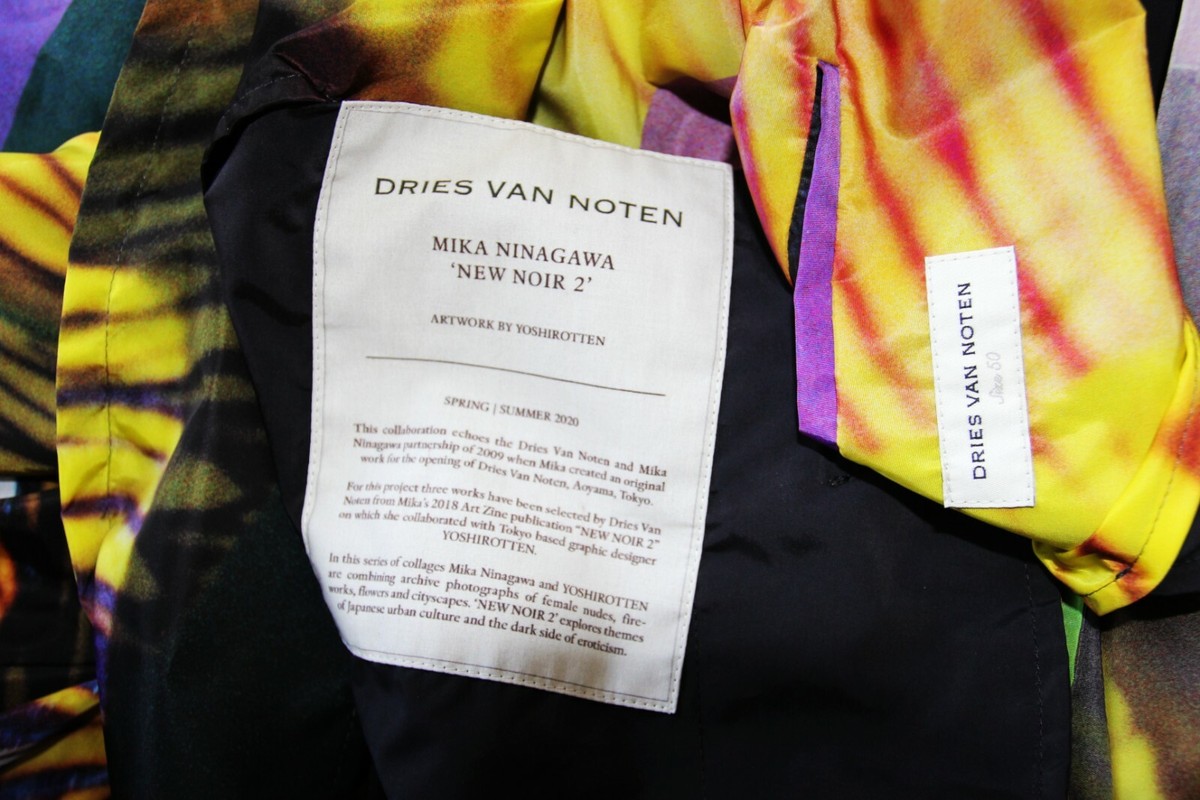 DRIES VAN NOTEN
MIKA NINAGAWA
‘NEW NOIR 2’
ARTWORK BY YOSHIROTTEN
SPRING | SUMMER 2020
This collaboration echoes the Dries Van Noten and Mika
Ninagawa partnership of 2009 when Mika created an original
work for the opening of Dries Van Noten, Aoyama, Tokyo.
For this project three works have been selected by Dries Van
Noten from Mika's 2018 Art Zine publication “NEW NOIR 2”
on which she collaborated with Tokyo based graphic designer
YOSHIROTTEN.
In this series of collages Mika Ninagawa and YOSHIROTTEN
are combining archive photographs of female nudes, fire-
works, flowers and cityscapes. ‘NEW NOIR 2’ explores themes
of Japanese urban culture and the dark side of eroticism.
DRIES VAN NOTEN
Size 50